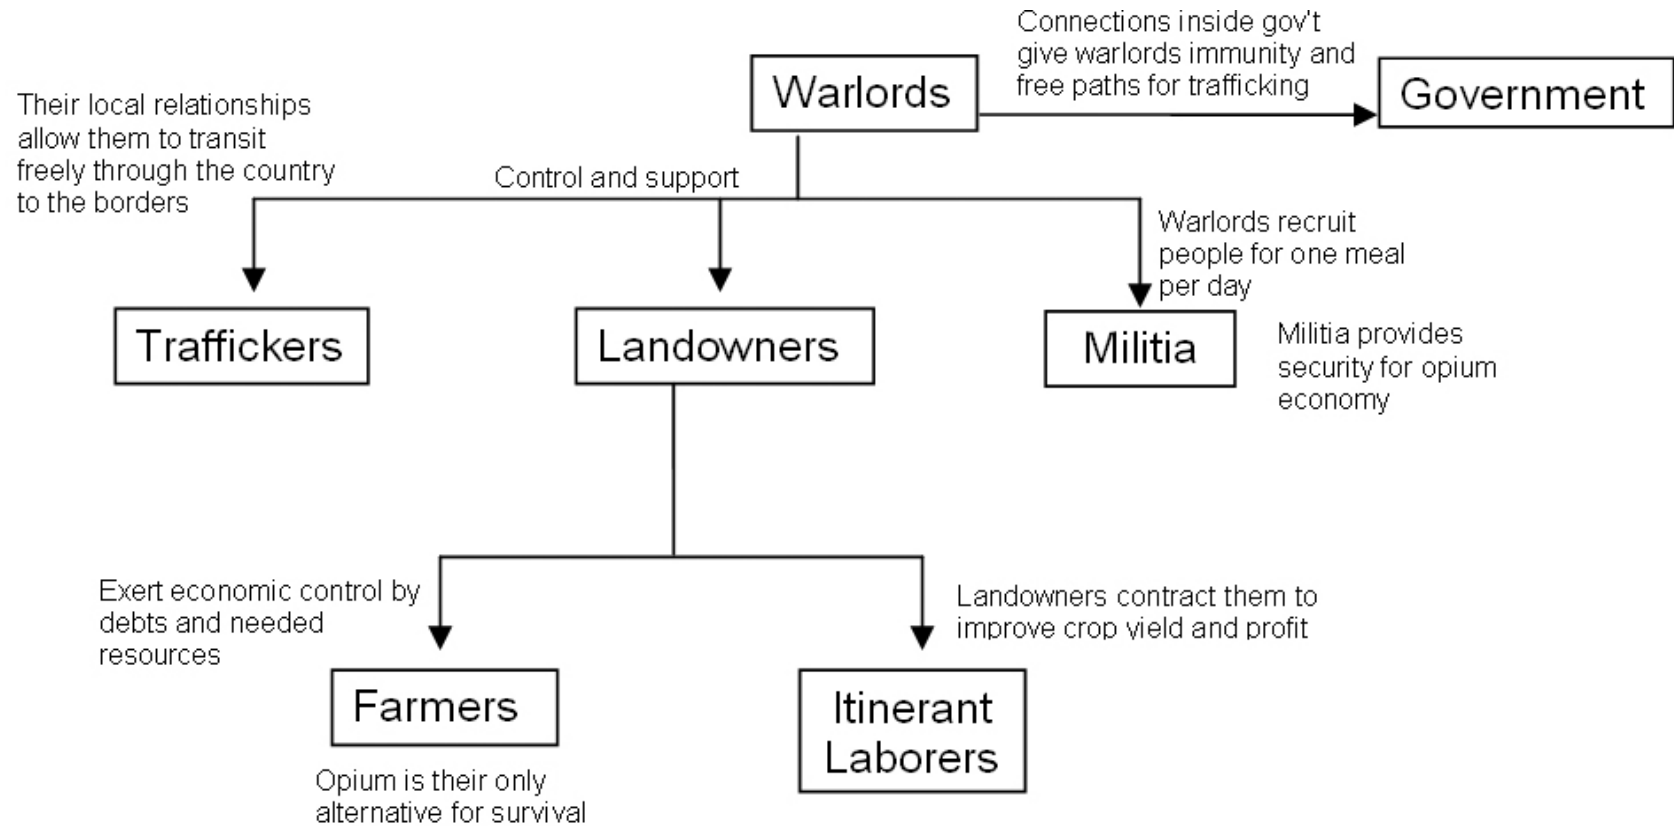 Connections inside gov't
give warlords immunity and
free paths for trafficking
Warlords
Government
Their local relationships
allow them to transit
freely through the country
to the borders
Control and support
Warlords recruit
people for one meal
per day
Traffickers
Landowners
Militia
Militia provides
security for opium
economy
Exert economic control by
debts and needed
resources
Landowners contract them to
improve crop yield and profit
Farmers
Itinerant
Laborers
Opium is their only
alternative for survival